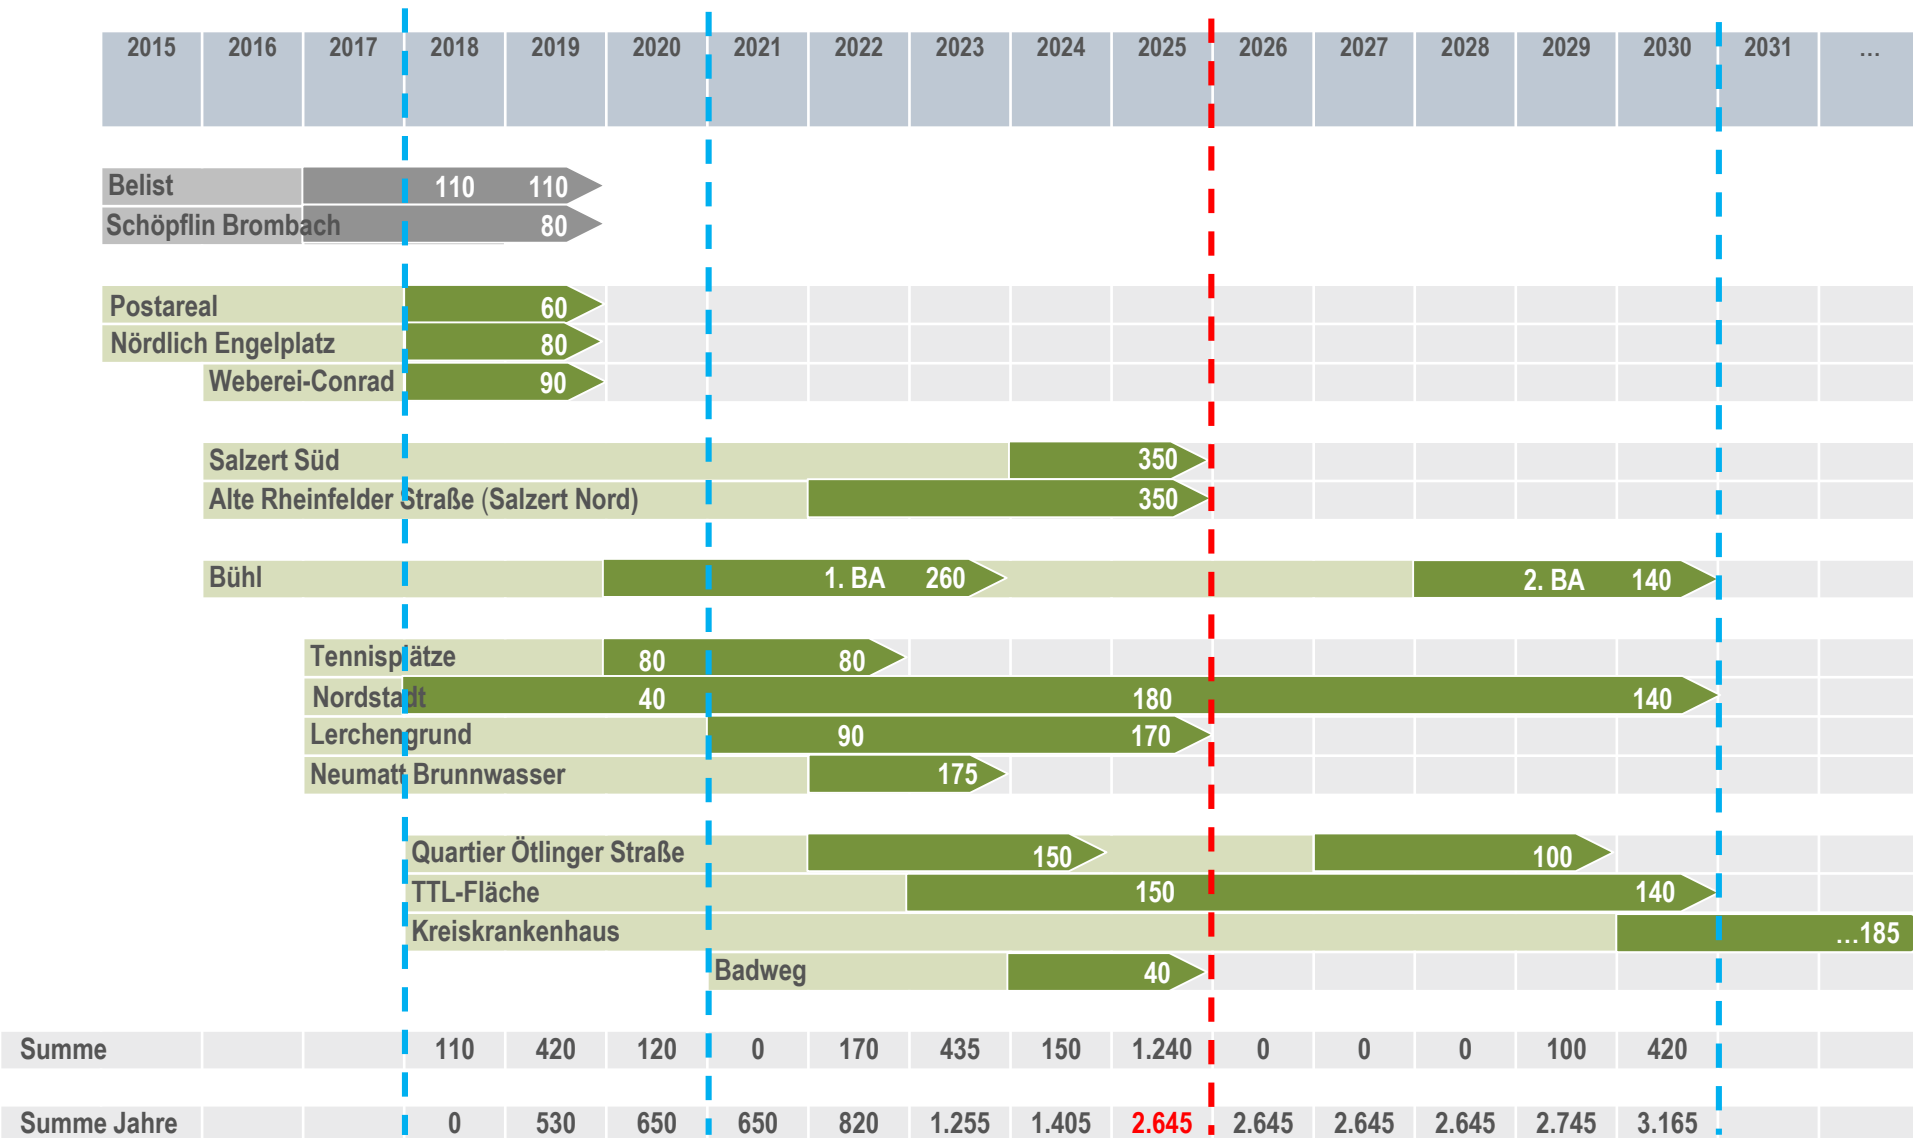 2015 2016 2017 2018 2019 2020 2021 2022 2023 2024 2025 2026 2027 2028 2029 2030 2031 ...
Belist 110 110
Schöpflin Brombach 80
Postareal 60
Nördlich Engelplatz 80
Weberei-Conrad 90
Salzert Süd 350
Alte Rheinfelder Straße (Salzert Nord) 350
Bühl 1. BA 260 2. BA 140
Tennisplätze 80 80
Nordstadt 40 180 140
Lerchengrund 90 170
Neumatt Brunnwasser 175
Quartier Ötlinger Straße 150 100
TTL-Fläche 150 140
Kreiskrankenhaus ...185
Badweg 40
Summe 110 420 120 0 170 435 150 1.240 0 0 0 100 420
Summe Jahre 0 530 650 650 820 1.255 1.405 2.645 2.645 2.645 2.645 2.745 3.165